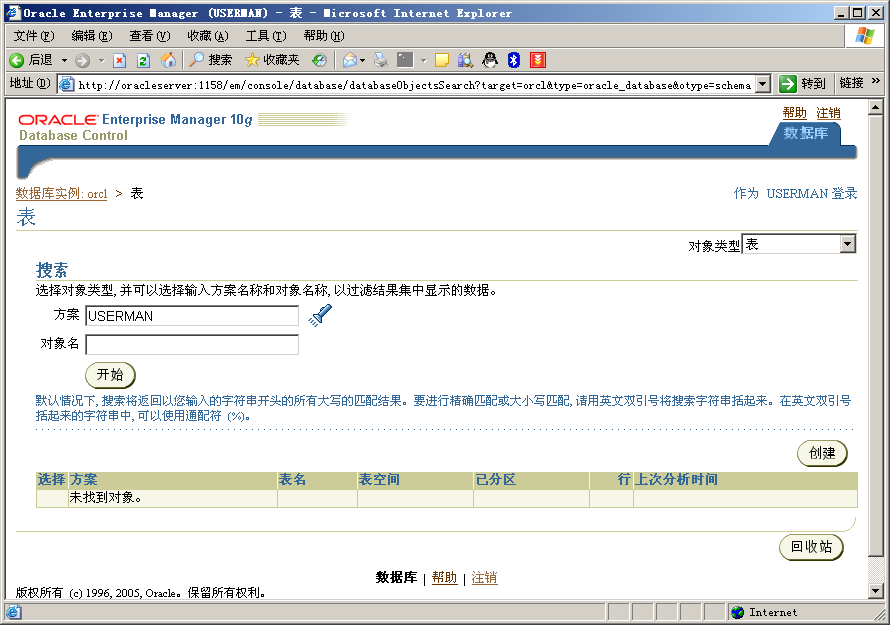 Oracle Enterprise Manager (USERMAN) - 表 - Microsoft Internet Explorer
文件(F) 编辑(E) 查看(V) 收藏(A) 工具(T) 帮助(H)
后退 搜索 收藏夹
地址(D) http://oracleserver:1158/em/console/database/databaseObjectsSearch?target=orcl&type=oracle_database&otype=schema 转到 链接 »
ORACLE Enterprise Manager 10g
Database Control
帮助 注销
数据库
数据库实例: orcl > 表
作为 USERMAN 登录
表
对象类型 表
搜索
选择对象类型, 并可以选择输入方案名称和对象名称, 以过滤结果集中显示的数据。
方案 USERMAN
对象名
开始
默认情况下, 搜索将返回以您输入的字符串开头的所有大写的匹配结果。要进行精确匹配或大小写匹配, 请用英文双引号将搜索字符串括起来。在英文双引号
括起来的字符串中, 可以使用通配符 (%)。
创建
选择 方案 表名 表空间 已分区 行 上次分析时间
未找到对象。
回收站
数据库 | 帮助 | 注销
版权所有 (c) 1996, 2005, Oracle。保留所有权利。
Internet